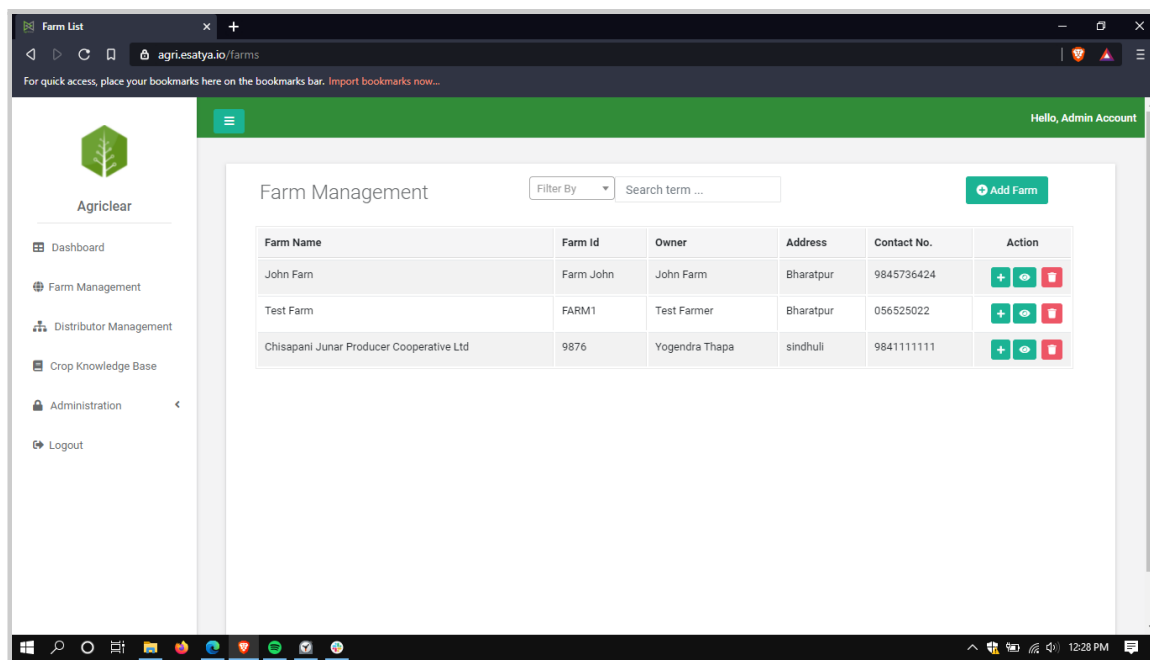 Farm List
agri.esatya.io/farms
For quick access, place your bookmarks here on the bookmarks bar. Import bookmarks now...
Hello, Admin Account
Agriclear
Dashboard
Farm Management
Distributor Management
Crop Knowledge Base
Administration
Logout
Farm Management
Filter By
Search term ...
Add Farm
Farm Name Farm Id Owner Address Contact No. Action
John Farn Farm John John Farm Bharatpur 9845736424
Test Farm FARM1 Test Farmer Bharatpur 056525022
Chisapani Junar Producer Cooperative Ltd 9876 Yogendra Thapa sindhuli 9841111111
12:28 PM